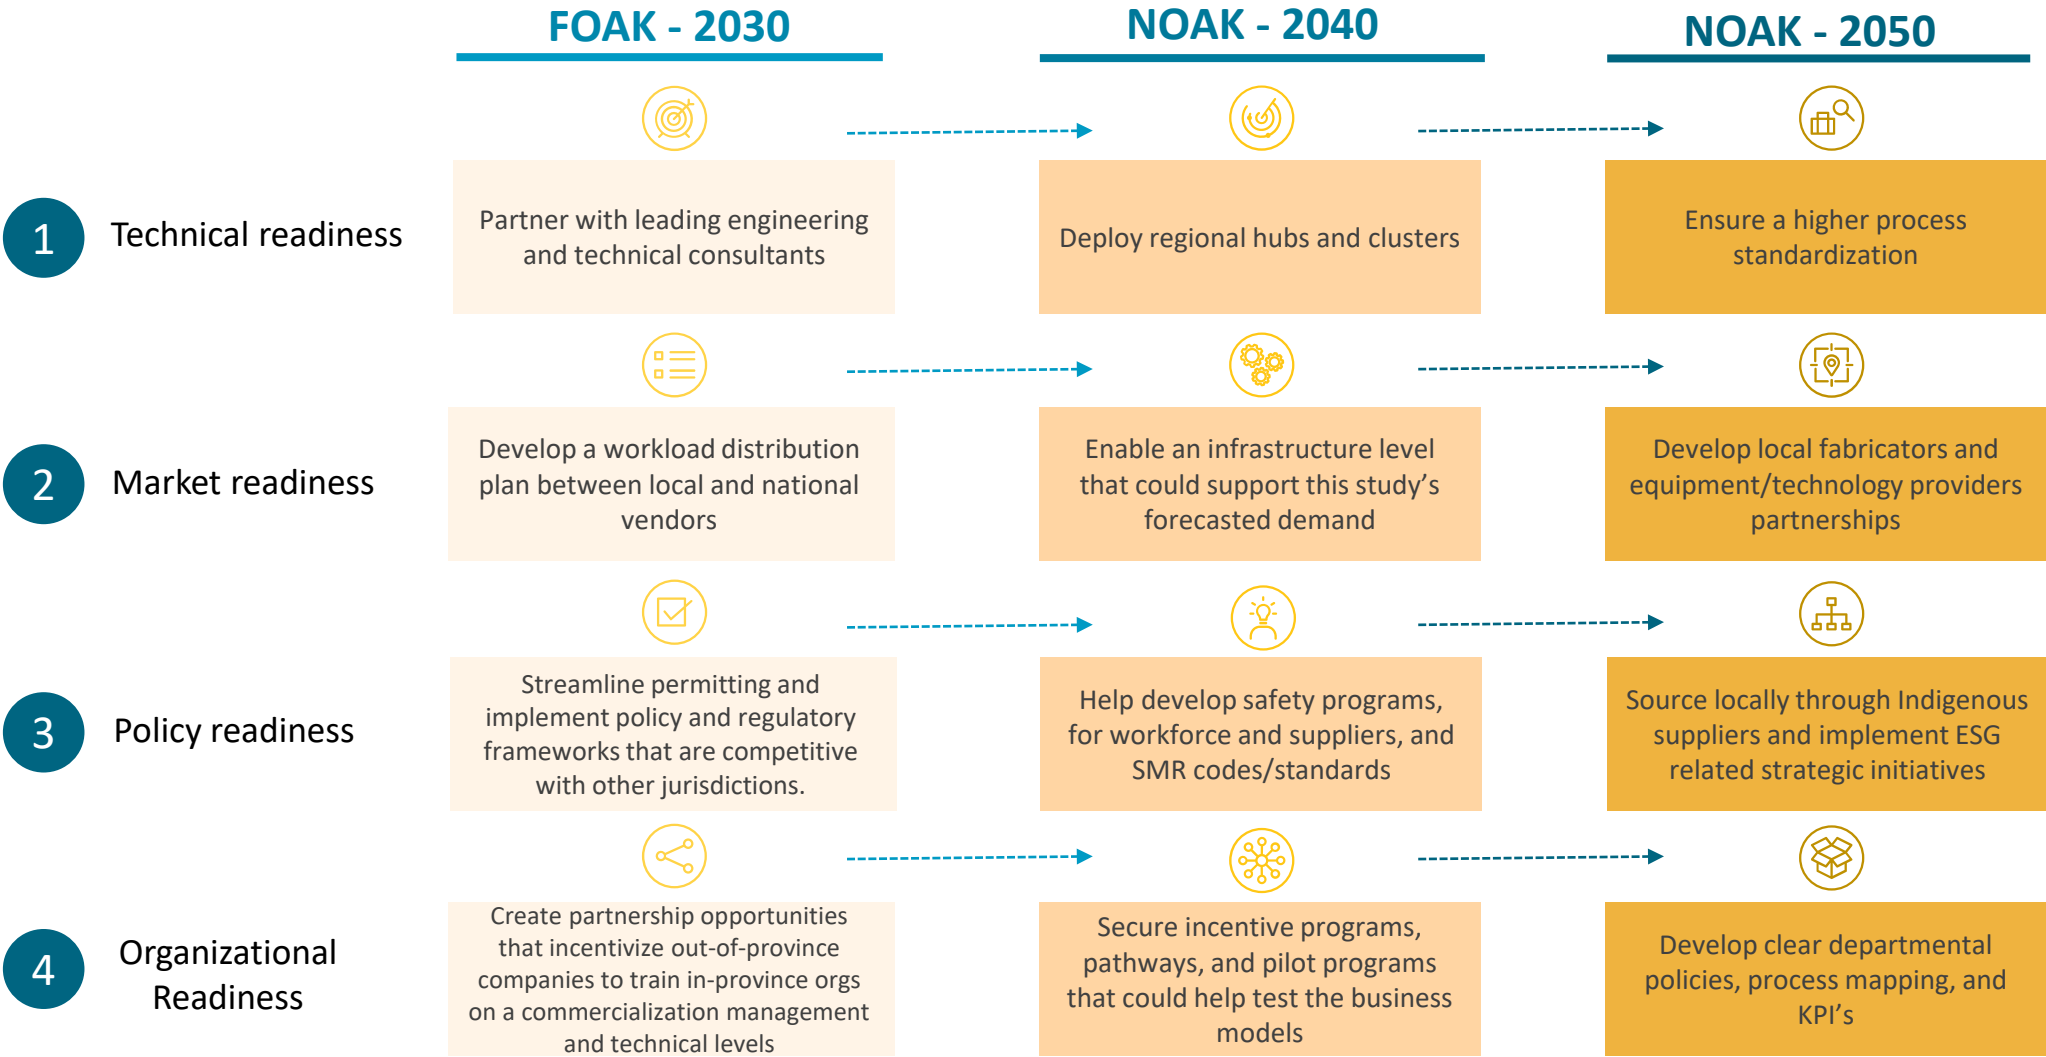 FOAK - 2030
NOAK - 2040
NOAK - 2050
1
Technical readiness
Partner with leading engineering
and technical consultants
Deploy regional hubs and clusters
Ensure a higher process
standardization
2
Market readiness
Develop a workload distribution
plan between local and national
vendors
Enable an infrastructure level
that could support this study’s
forecasted demand
Develop local fabricators and
equipment/technology providers
partnerships
3
Policy readiness
Streamline permitting and
implement policy and regulatory
frameworks that are competitive
with other jurisdictions.
Help develop safety programs,
for workforce and suppliers, and
SMR codes/standards
Source locally through Indigenous
suppliers and implement ESG
related strategic initiatives
4
Organizational
Readiness
Create partnership opportunities
that incentivize out-of-province
companies to train in-province orgs
on a commercialization management
and technical levels
Secure incentive programs,
pathways, and pilot programs
that could help test the business
models
Develop clear departmental
policies, process mapping, and
KPI’s